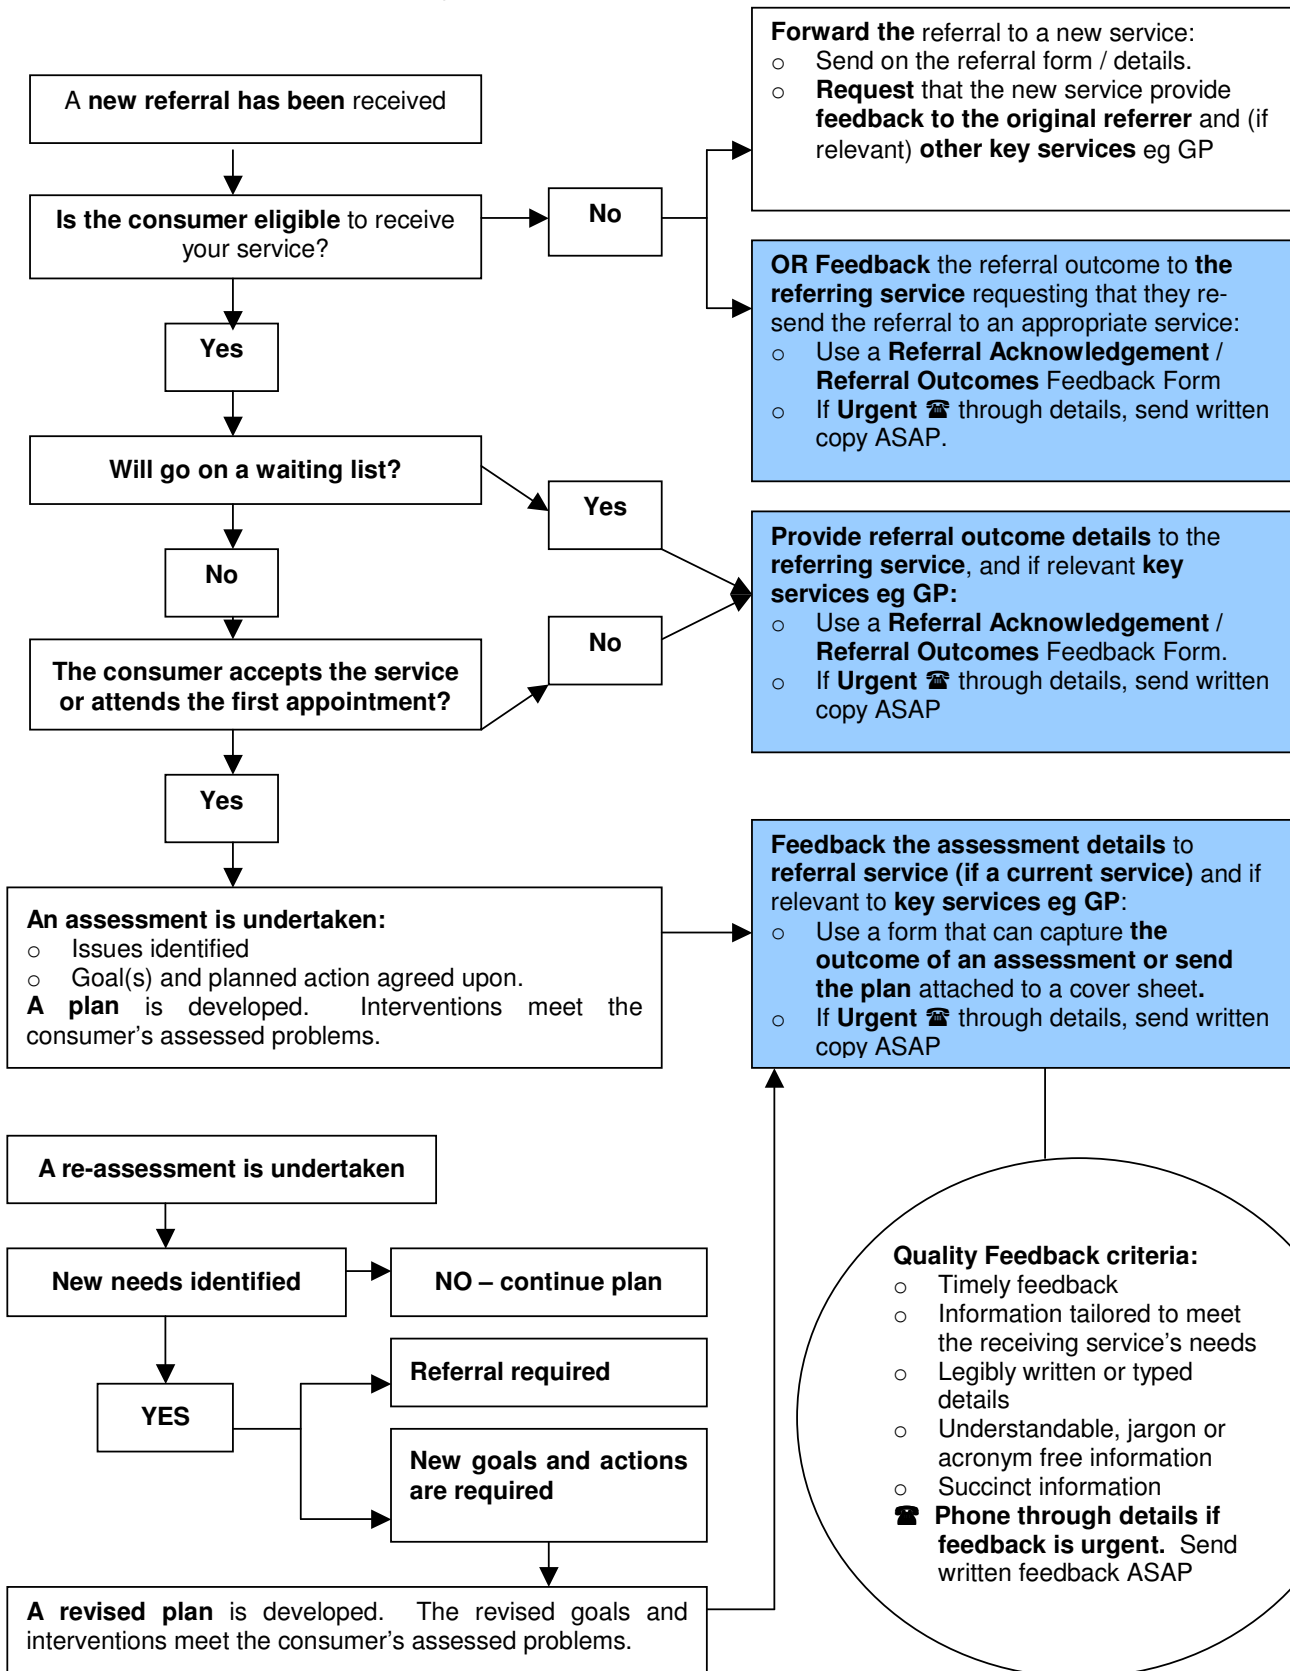 A new referral has been received
Forward the referral to a new service:
o Send on the referral form / details.
o Request that the new service provide
feedback to the original referrer and (if
relevant) other key services eg GP
Is the consumer eligible to receive
your service?
No
OR Feedback the referral outcome to the
referring service requesting that they re-
send the referral to an appropriate service:
o Use a Referral Acknowledgement /
Referral Outcomes Feedback Form
o If Urgent ☎ through details, send written
copy ASAP.
Yes
Will go on a waiting list?
Yes
Provide referral outcome details to the
referring service, and if relevant key
services eg GP:
o Use a Referral Acknowledgement /
Referral Outcomes Feedback Form.
o If Urgent ☎ through details, send written
copy ASAP
No
The consumer accepts the service
or attends the first appointment?
No
Yes
An assessment is undertaken:
o Issues identified
o Goal(s) and planned action agreed upon.
A plan is developed. Interventions meet the
consumer's assessed problems.
Feedback the assessment details to
referral service (if a current service) and if
relevant to key services eg GP:
o Use a form that can capture the
outcome of an assessment or send
the plan attached to a cover sheet.
o If Urgent ☎ through details, send written
copy ASAP
A re-assessment is undertaken
New needs identified
NO – continue plan
YES
Referral required
New goals and actions
are required
A revised plan is developed. The revised goals and
interventions meet the consumer's assessed problems.
Quality Feedback criteria:
o Timely feedback
o Information tailored to meet
the receiving service's needs
o Legibly written or typed
details
o Understandable, jargon or
acronym free information
o Succinct information
☎ Phone through details if
feedback is urgent. Send
written feedback ASAP